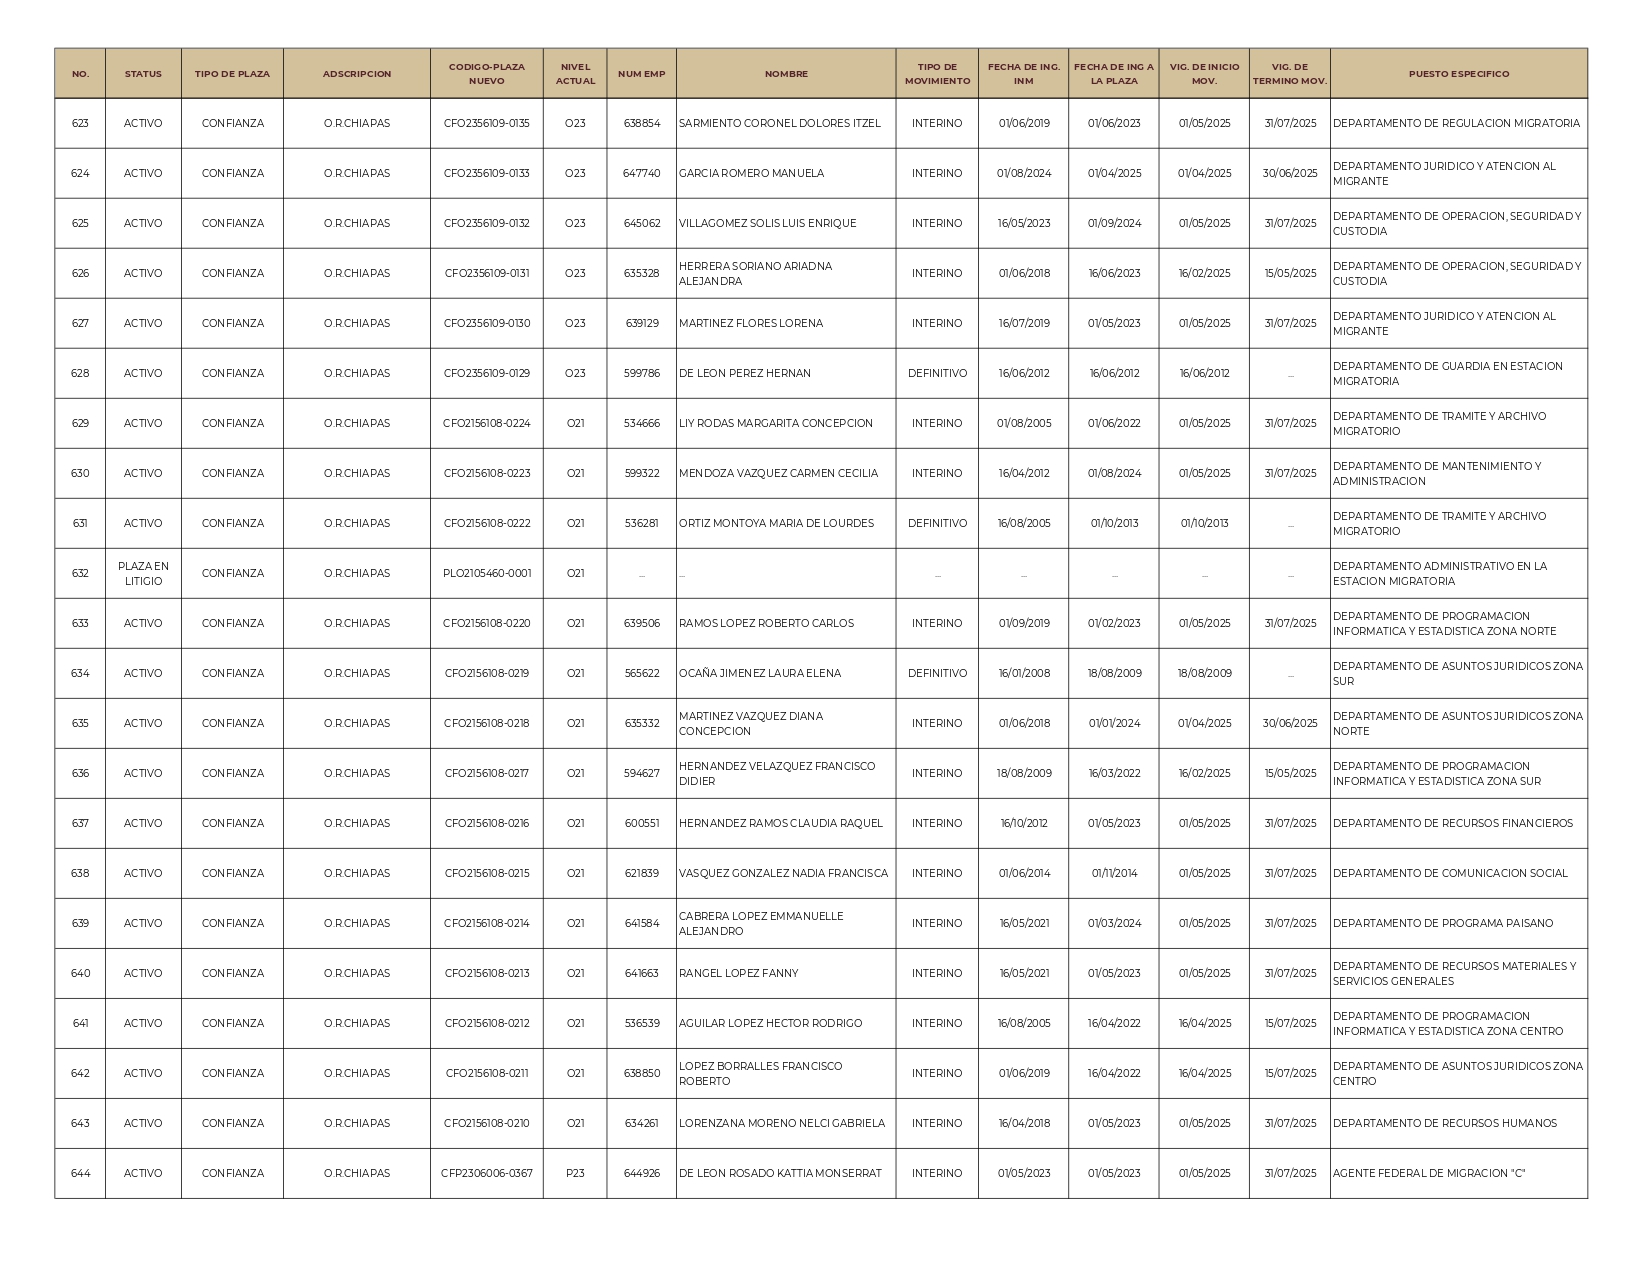 NO. STATUS TIPO DE PLAZA ADSCRIPCION CODIGO-PLAZA NUEVO NIVEL ACTUAL NUM EMP NOMBRE TIPO DE MOVIMIENTO FECHA DE ING. INM FECHA DE ING A LA PLAZA VIG. DE INICIO MOV. VIG. DE TERMINO MOV. PUESTO ESPECIFICO
623 ACTIVO CONFIANZA O.R.CHIAPAS CFO2356109-0135 O23 638854 SARMIENTO CORONEL DOLORES ITZEL INTERINO 01/06/2019 01/06/2023 01/05/2025 31/07/2025 DEPARTAMENTO DE REGULACION MIGRATORIA
624 ACTIVO CONFIANZA O.R.CHIAPAS CFO2356109-0133 O23 647740 GARCIA ROMERO MANUELA INTERINO 01/08/2024 01/04/2025 01/04/2025 30/06/2025 DEPARTAMENTO JURIDICO Y ATENCION AL MIGRANTE
625 ACTIVO CONFIANZA O.R.CHIAPAS CFO2356109-0132 O23 645062 VILLAGOMEZ SOLIS LUIS ENRIQUE INTERINO 16/05/2023 01/09/2024 01/05/2025 31/07/2025 DEPARTAMENTO DE OPERACION, SEGURIDAD Y CUSTODIA
626 ACTIVO CONFIANZA O.R.CHIAPAS CFO2356109-0131 O23 635328 HERRERA SORIANO ARIADNA ALEJANDRA INTERINO 01/06/2018 16/06/2023 16/02/2025 15/05/2025 DEPARTAMENTO DE OPERACION, SEGURIDAD Y CUSTODIA
627 ACTIVO CONFIANZA O.R.CHIAPAS CFO2356109-0130 O23 639129 MARTINEZ FLORES LORENA INTERINO 16/07/2019 01/05/2023 01/05/2025 31/07/2025 DEPARTAMENTO JURIDICO Y ATENCION AL MIGRANTE
628 ACTIVO CONFIANZA O.R.CHIAPAS CFO2356109-0129 O23 599786 DE LEON PEREZ HERNAN DEFINITIVO 16/06/2012 16/06/2012 16/06/2012 ... DEPARTAMENTO DE GUARDIA EN ESTACION MIGRATORIA
629 ACTIVO CONFIANZA O.R.CHIAPAS CFO2156108-0224 O21 534666 LIY RODAS MARGARITA CONCEPCION INTERINO 01/08/2005 01/06/2022 01/05/2025 31/07/2025 DEPARTAMENTO DE TRAMITE Y ARCHIVO MIGRATORIO
630 ACTIVO CONFIANZA O.R.CHIAPAS CFO2156108-0223 O21 599322 MENDOZA VAZQUEZ CARMEN CECILIA INTERINO 16/04/2012 01/08/2024 01/05/2025 31/07/2025 DEPARTAMENTO DE MANTENIMIENTO Y ADMINISTRACION
631 ACTIVO CONFIANZA O.R.CHIAPAS CFO2156108-0222 O21 536281 ORTIZ MONTOYA MARIA DE LOURDES DEFINITIVO 16/08/2005 01/10/2013 01/10/2013 ... DEPARTAMENTO DE TRAMITE Y ARCHIVO MIGRATORIO
632 PLAZA EN LITIGIO CONFIANZA O.R.CHIAPAS PLO2105460-0001 O21 ... ... ... ... ... ... ... DEPARTAMENTO ADMINISTRATIVO EN LA ESTACION MIGRATORIA
633 ACTIVO CONFIANZA O.R.CHIAPAS CFO2156108-0220 O21 639506 RAMOS LOPEZ ROBERTO CARLOS INTERINO 01/09/2019 01/02/2023 01/05/2025 31/07/2025 DEPARTAMENTO DE PROGRAMACION INFORMATICA Y ESTADISTICA ZONA NORTE
634 ACTIVO CONFIANZA O.R.CHIAPAS CFO2156108-0219 O21 565622 OCAÑA JIMENEZ LAURA ELENA DEFINITIVO 16/01/2008 18/08/2009 18/08/2009 ... DEPARTAMENTO DE ASUNTOS JURIDICOS ZONA SUR
635 ACTIVO CONFIANZA O.R.CHIAPAS CFO2156108-0218 O21 635332 MARTINEZ VAZQUEZ DIANA CONCEPCION INTERINO 01/06/2018 01/01/2024 01/04/2025 30/06/2025 DEPARTAMENTO DE ASUNTOS JURIDICOS ZONA NORTE
636 ACTIVO CONFIANZA O.R.CHIAPAS CFO2156108-0217 O21 594627 HERNANDEZ VELAZQUEZ FRANCISCO DIDIER INTERINO 18/08/2009 16/03/2022 16/02/2025 15/05/2025 DEPARTAMENTO DE PROGRAMACION INFORMATICA Y ESTADISTICA ZONA SUR
637 ACTIVO CONFIANZA O.R.CHIAPAS CFO2156108-0216 O21 600551 HERNANDEZ RAMOS CLAUDIA RAQUEL INTERINO 16/10/2012 01/05/2023 01/05/2025 31/07/2025 DEPARTAMENTO DE RECURSOS FINANCIEROS
638 ACTIVO CONFIANZA O.R.CHIAPAS CFO2156108-0215 O21 621839 VASQUEZ GONZALEZ NADIA FRANCISCA INTERINO 01/06/2014 01/11/2014 01/05/2025 31/07/2025 DEPARTAMENTO DE COMUNICACION SOCIAL
639 ACTIVO CONFIANZA O.R.CHIAPAS CFO2156108-0214 O21 641584 CABRERA LOPEZ EMMANUELLE ALEJANDRO INTERINO 16/05/2021 01/03/2024 01/05/2025 31/07/2025 DEPARTAMENTO DE PROGRAMA PAISANO
640 ACTIVO CONFIANZA O.R.CHIAPAS CFO2156108-0213 O21 641663 RANGEL LOPEZ FANNY INTERINO 16/05/2021 01/05/2023 01/05/2025 31/07/2025 DEPARTAMENTO DE RECURSOS MATERIALES Y SERVICIOS GENERALES
641 ACTIVO CONFIANZA O.R.CHIAPAS CFO2156108-0212 O21 536539 AGUILAR LOPEZ HECTOR RODRIGO INTERINO 16/08/2005 16/04/2022 16/04/2025 15/07/2025 DEPARTAMENTO DE PROGRAMACION INFORMATICA Y ESTADISTICA ZONA CENTRO
642 ACTIVO CONFIANZA O.R.CHIAPAS CFO2156108-0211 O21 638850 LOPEZ BORRALLES FRANCISCO ROBERTO INTERINO 01/06/2019 16/04/2022 16/04/2025 15/07/2025 DEPARTAMENTO DE ASUNTOS JURIDICOS ZONA CENTRO
643 ACTIVO CONFIANZA O.R.CHIAPAS CFO2156108-0210 O21 634261 LORENZANA MORENO NELCI GABRIELA INTERINO 16/04/2018 01/05/2023 01/05/2025 31/07/2025 DEPARTAMENTO DE RECURSOS HUMANOS
644 ACTIVO CONFIANZA O.R.CHIAPAS CFP2306006-0367 P23 644926 DE LEON ROSADO KATTIA MONSERRAT INTERINO 01/05/2023 01/05/2023 01/05/2025 31/07/2025 AGENTE FEDERAL DE MIGRACION "C"